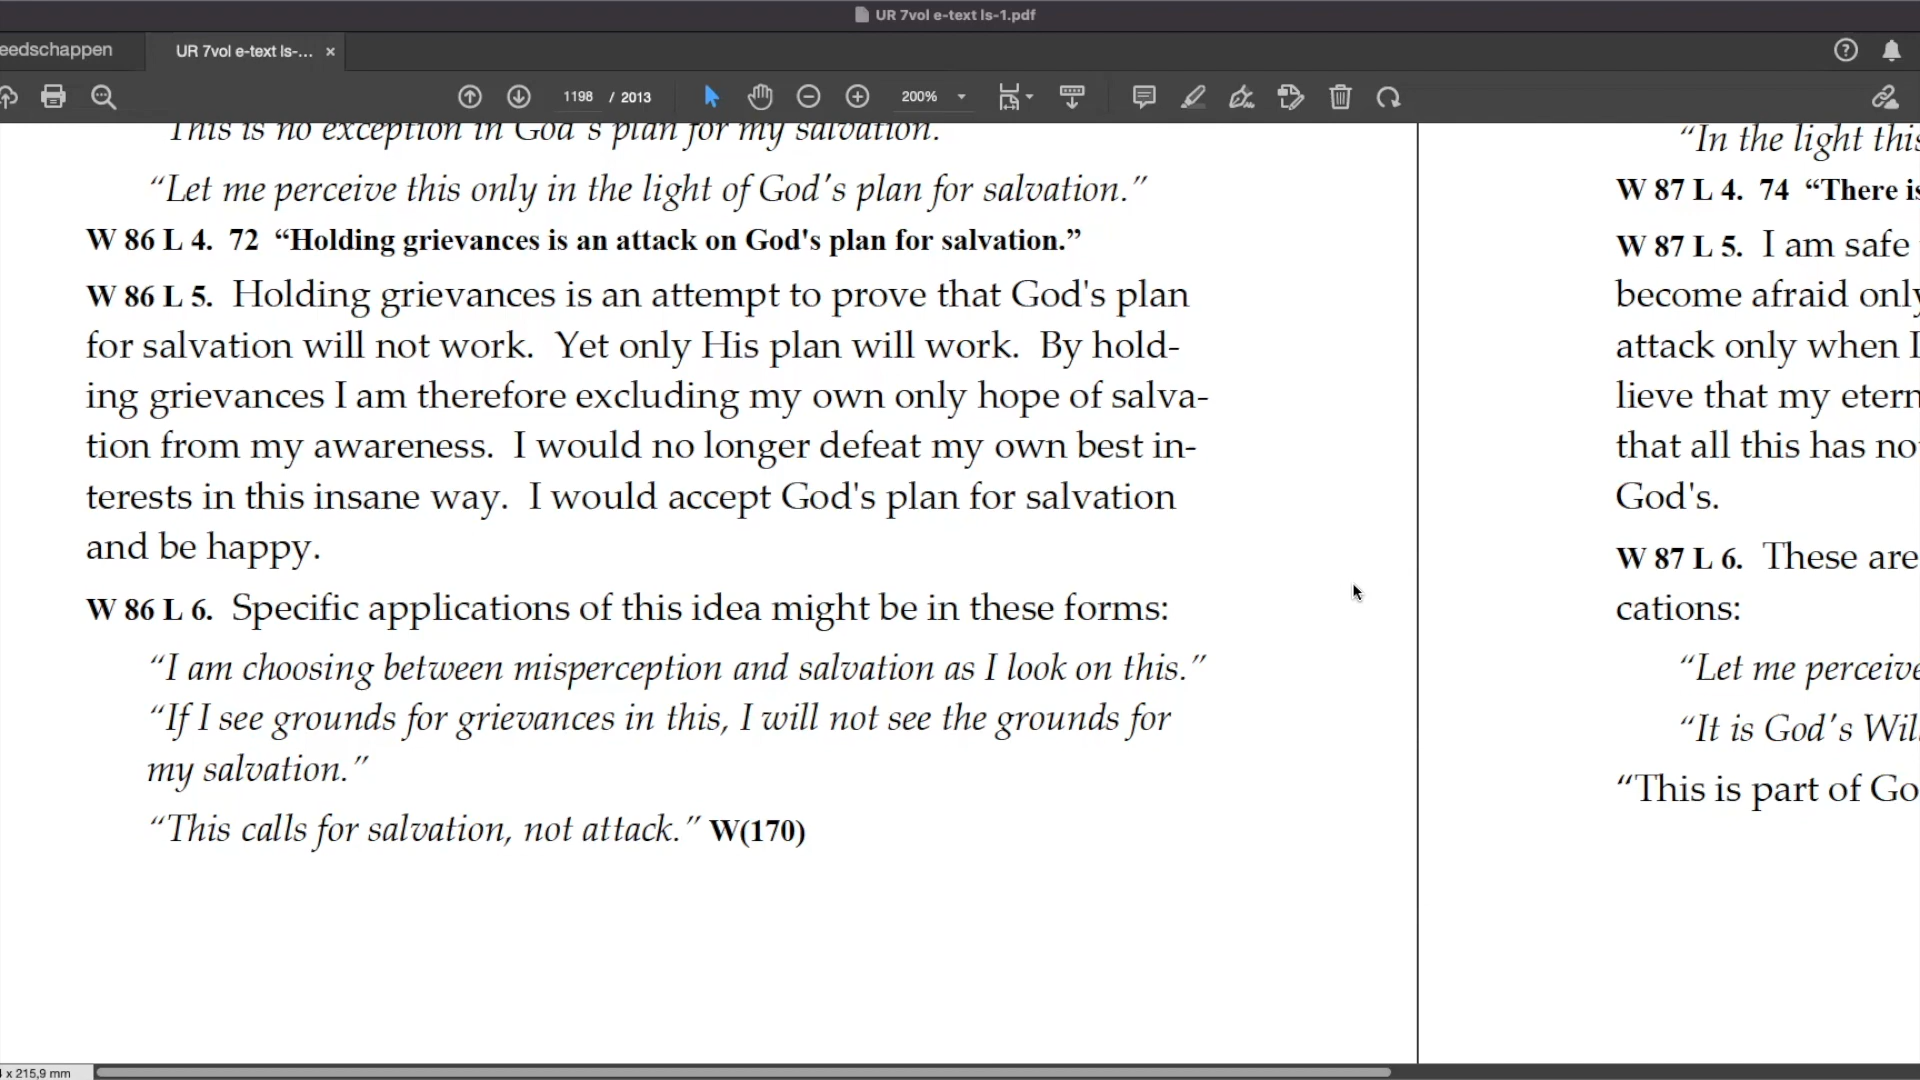 UR 7vol e-text ls-1.pdf
eedschappen
UR 7vol e-text ls-... ×
1198 / 2013
200%
This is no exception in God's plan for my salvation.
“Let me perceive this only in the light of God's plan for salvation.”
W 86 L 4. 72 “Holding grievances is an attack on God's plan for salvation.”
W 86 L 5. Holding grievances is an attempt to prove that God's plan
for salvation will not work. Yet only His plan will work. By hold-
ing grievances I am therefore excluding my own only hope of salva-
tion from my awareness. I would no longer defeat my own best in-
terests in this insane way. I would accept God's plan for salvation
and be happy.
W 86 L 6. Specific applications of this idea might be in these forms:
“I am choosing between misperception and salvation as I look on this.”
“If I see grounds for grievances in this, I will not see the grounds for
my salvation.”
“This calls for salvation, not attack.” W(170)
“In the light this
W 87 L 4. 74 “There is
W 87 L 5. I am safe
become afraid only
attack only when I
lieve that my etern
that all this has no
God's.
W 87 L 6. These are
cations:
“Let me perceive
“It is God's Wil
“This is part of Go
x 215,9 mm